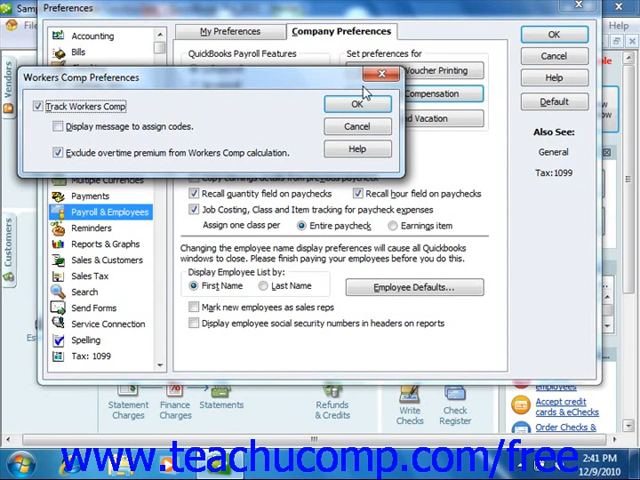 Preferences
My Preferences
Company Preferences
Accounting
Bills
QuickBooks Payroll Features
Set preferences for
OK
Cancel
Help
Default
Also See:
General
Tax:1099
Voucher Printing
Compensation
and Vacation
Workers Comp Preferences
Track Workers Comp
Display message to assign codes.
Exclude overtime premium from Workers Comp calculation.
OK
Cancel
Help
Multiple Currencies
Payments
Payroll & Employees
Reminders
Reports & Graphs
Sales & Customers
Sales Tax
Search
Send Forms
Service Connection
Spelling
Tax: 1099
Recall quantity field on paychecks
Recall hour field on paychecks
Job Costing, Class and Item tracking for paycheck expenses
Assign one class per
Entire paycheck
Earnings item
Changing the employee name display preferences will cause all Quickbooks
windows to close. Please finish paying your employees before you do this.
Display Employee List by:
First Name
Last Name
Employee Defaults...
Mark new employees as sales reps
Display employee social security numbers in headers on reports
Vendors
Customers
Statement
Charges
Finance
Charges
Statements
Refunds
& Credits
Write
Checks
Check
Register
employees
Accept credit
cards & eChecks
Order Checks &
www.teachucomp.com/free
2:41 PM
12/9/2010